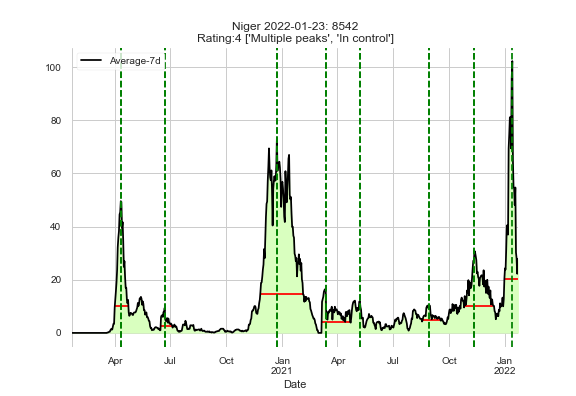 Niger 2022-01-23: 8542
Rating:4 ['Multiple peaks', 'In control']
Average-7d
100
80
60
40
20
0
Apr Jul Oct Jan Apr Jul Oct Jan
2021 2022
Date